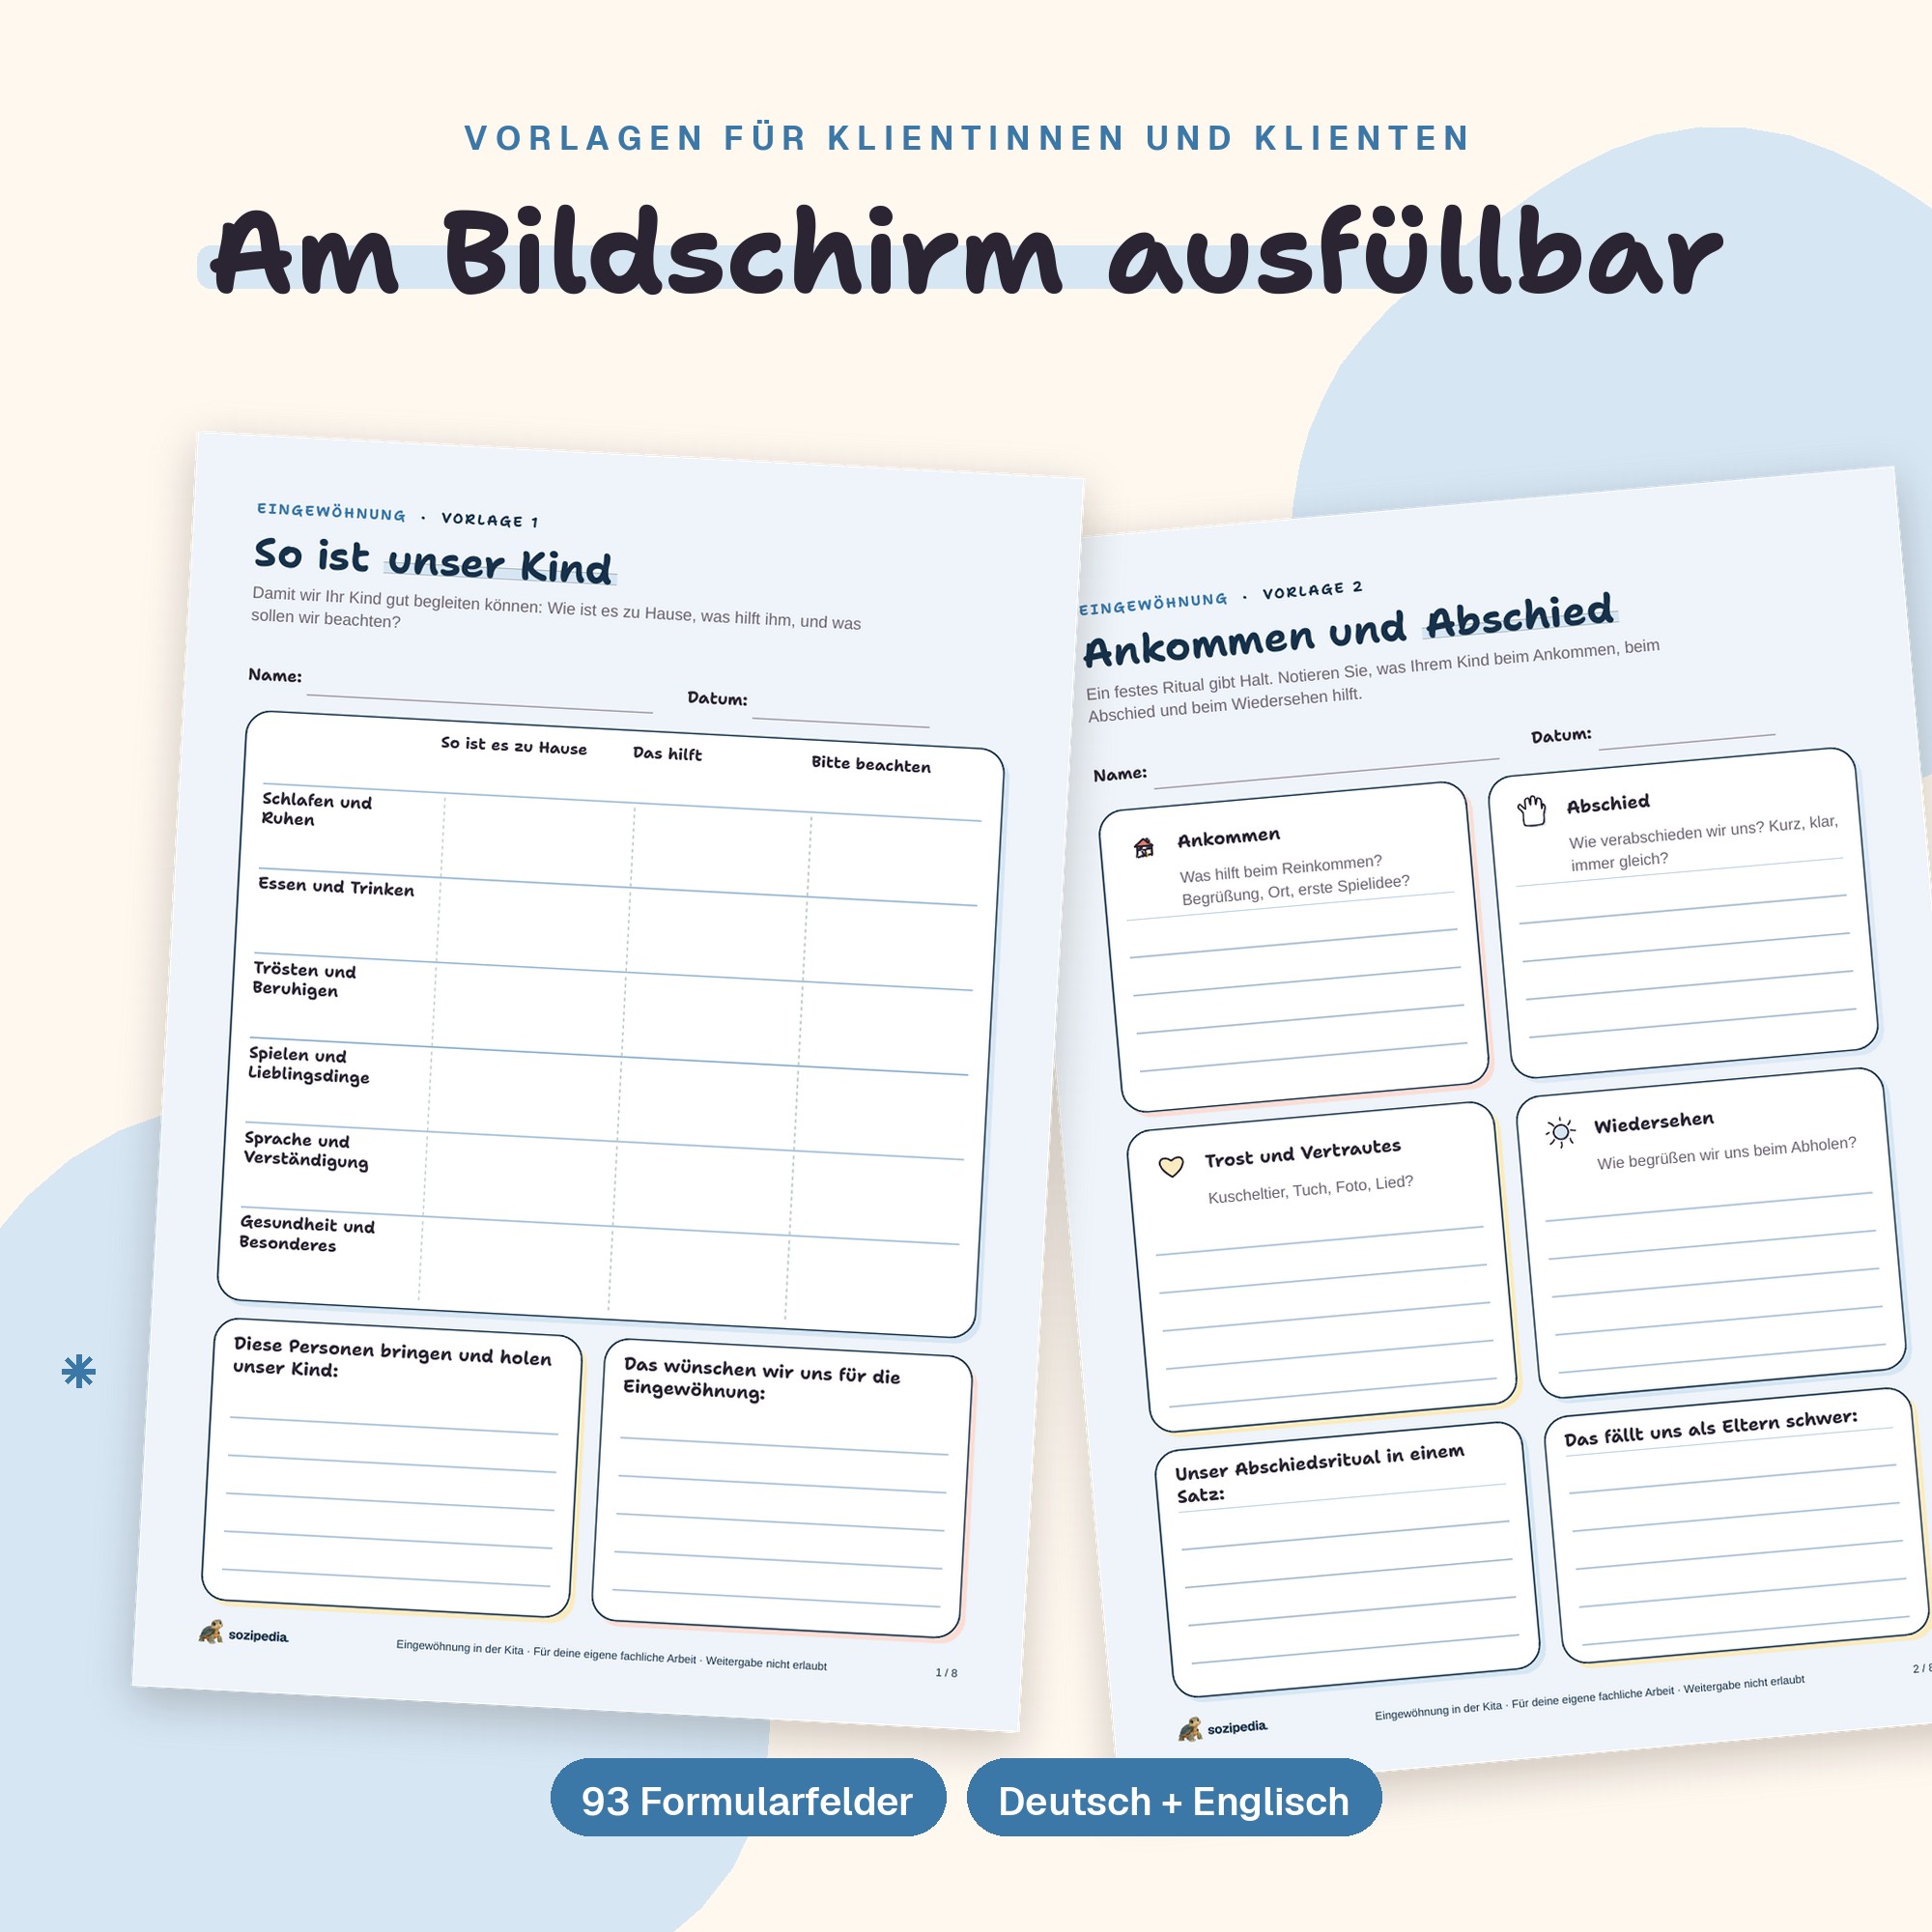 VORLAGEN FÜR KLIENTINNEN UND KLIENTEN
Am Bildschirm ausfüllbar
EINGEWÖHNUNG · VORLAGE 1
So ist unser Kind
Damit wir Ihr Kind gut begleiten können: Wie ist es zu Hause, was hilft ihm, und was
sollen wir beachten?
Name:
Datum:
So ist es zu Hause
Das hilft
Bitte beachten
Schlafen und
Ruhen
Essen und Trinken
Trösten und
Beruhigen
Spielen und
Lieblingsdinge
Sprache und
Verständigung
Gesundheit und
Besonderes
Diese Personen bringen und holen
unser Kind:
Das wünschen wir uns für die
Eingewöhnung:
sozipedia.
Eingewöhnung in der Kita · Für deine eigene fachliche Arbeit · Weitergabe nicht erlaubt
1 / 8
EINGEWÖHNUNG · VORLAGE 2
Ankommen und Abschied
Ein festes Ritual gibt Halt. Notieren Sie, was Ihrem Kind beim Ankommen, beim
Abschied und beim Wiedersehen hilft.
Name:
Datum:
Ankommen
Was hilft beim Reinkommen?
Begrüßung, Ort, erste Spielidee?
Abschied
Wie verabschieden wir uns? Kurz, klar,
immer gleich?
Trost und Vertrautes
Kuscheltier, Tuch, Foto, Lied?
Wiedersehen
Wie begrüßen wir uns beim Abholen?
Unser Abschiedsritual in einem
Satz:
Das fällt uns als Eltern schwer:
sozipedia.
Eingewöhnung in der Kita · Für deine eigene fachliche Arbeit · Weitergabe nicht erlaubt
2 / 8
93 Formularfelder
Deutsch + Englisch